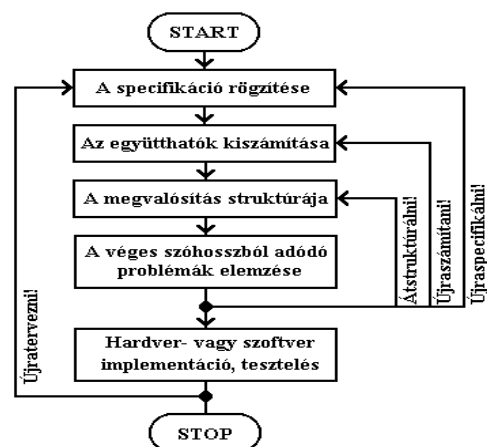 START
A specifikáció rögzítése
Az együtthatók kiszámítása
A megvalósítás struktúrája
A véges szóhosszból adódó
problémák elemzése
Átstruktúrálni!
Újraszámítani!
Újraspecifikálni!
Hardver- vagy szoftver
implementáció, tesztelés
Újratervezni!
STOP